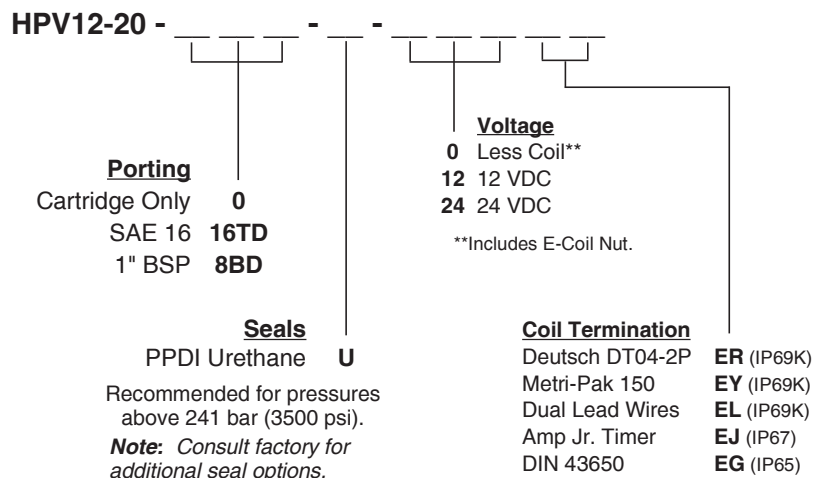 HPV12-20 - __ __ __ - __ - __ __ __ __ __
Voltage
0 Less Coil**
12 12 VDC
24 24 VDC
**Includes E-Coil Nut.
Porting
Cartridge Only 0
SAE 16 16TD
1" BSP 8BD
Seals
PPDI Urethane U
Recommended for pressures
above 241 bar (3500 psi).
Note: Consult factory for
additional seal options.
Coil Termination
Deutsch DT04-2P ER (IP69K)
Metri-Pak 150 EY (IP69K)
Dual Lead Wires EL (IP69K)
Amp Jr. Timer EJ (IP67)
DIN 43650 EG (IP65)